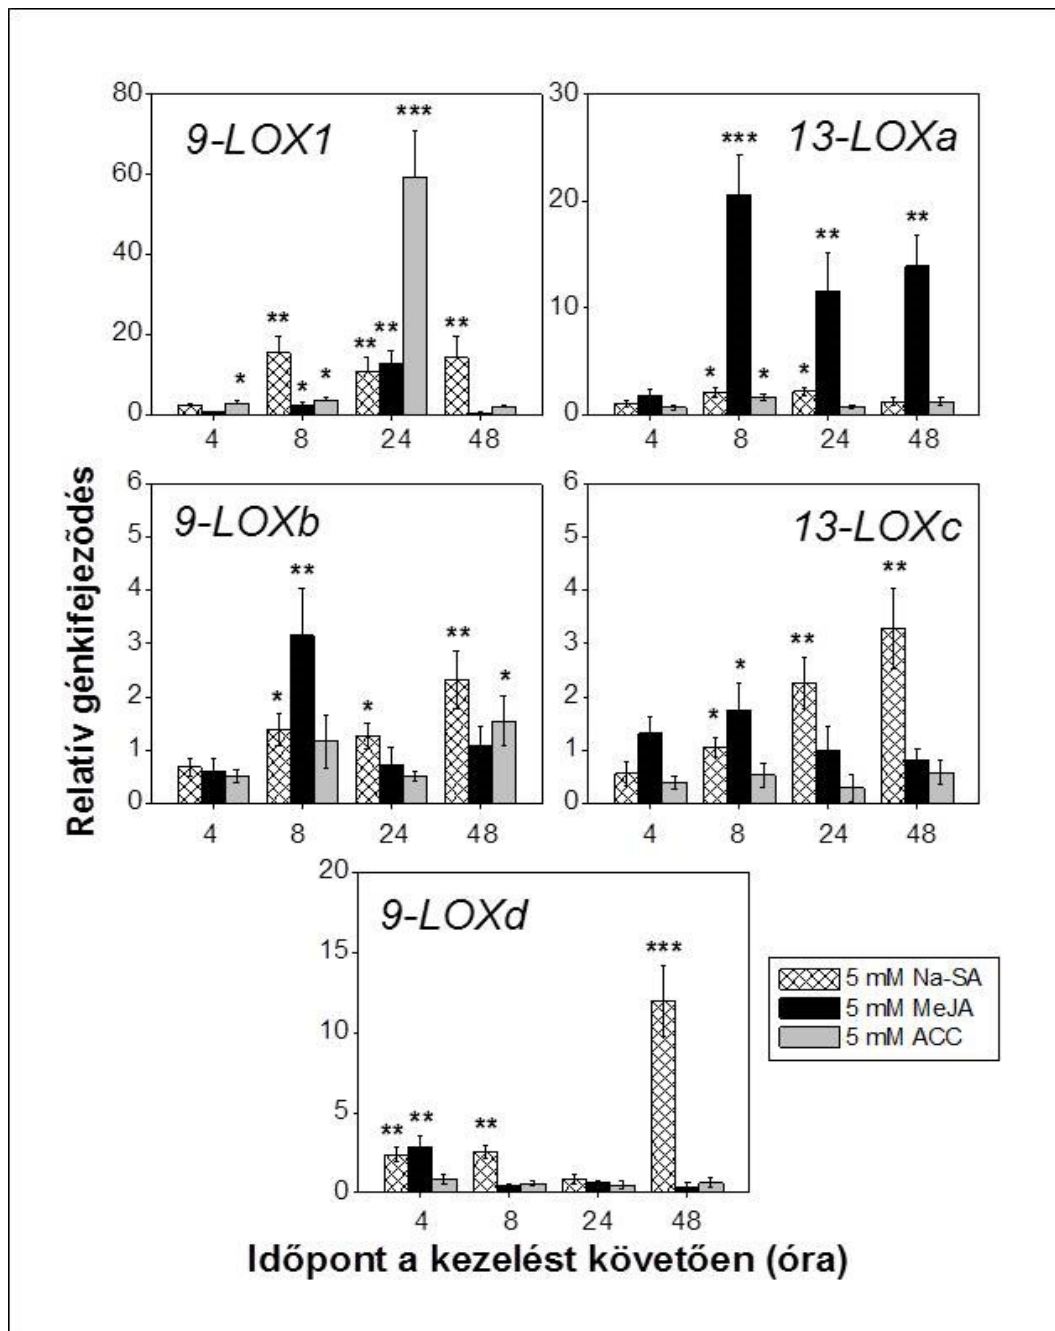 9-LOX1
80
60
40
20
0
***
** ** ** **
* * * *
4 8 24 48
13-LOXa
30
20
10
0
***
** **
* * *
4 8 24 48
Relatív génkifejeződés
9-LOXb
6
5
4
3
2
1
0
** **
* * *
4 8 24 48
13-LOXc
6
5
4
3
2
1
0
** **
* *
4 8 24 48
9-LOXd
20
15
10
5
0
***
** ** **
4 8 24 48
5 mM Na-SA
5 mM MeJA
5 mM ACC
Időpont a kezelést követően (óra)